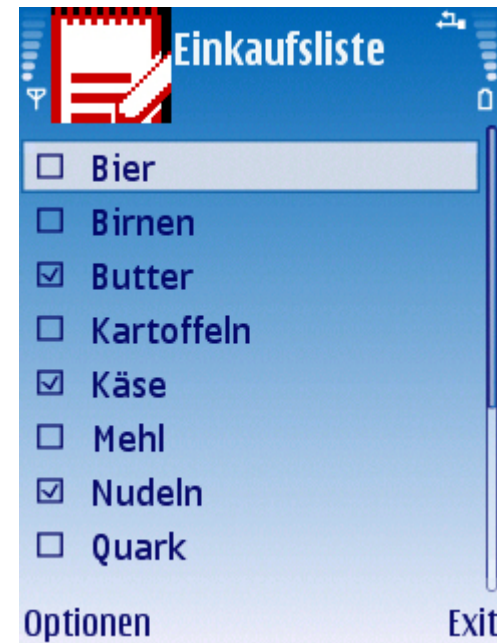 Einkaufsliste
Bier
Birnen
Butter
Kartoffeln
Käse
Mehl
Nudeln
Quark
Optionen Exit